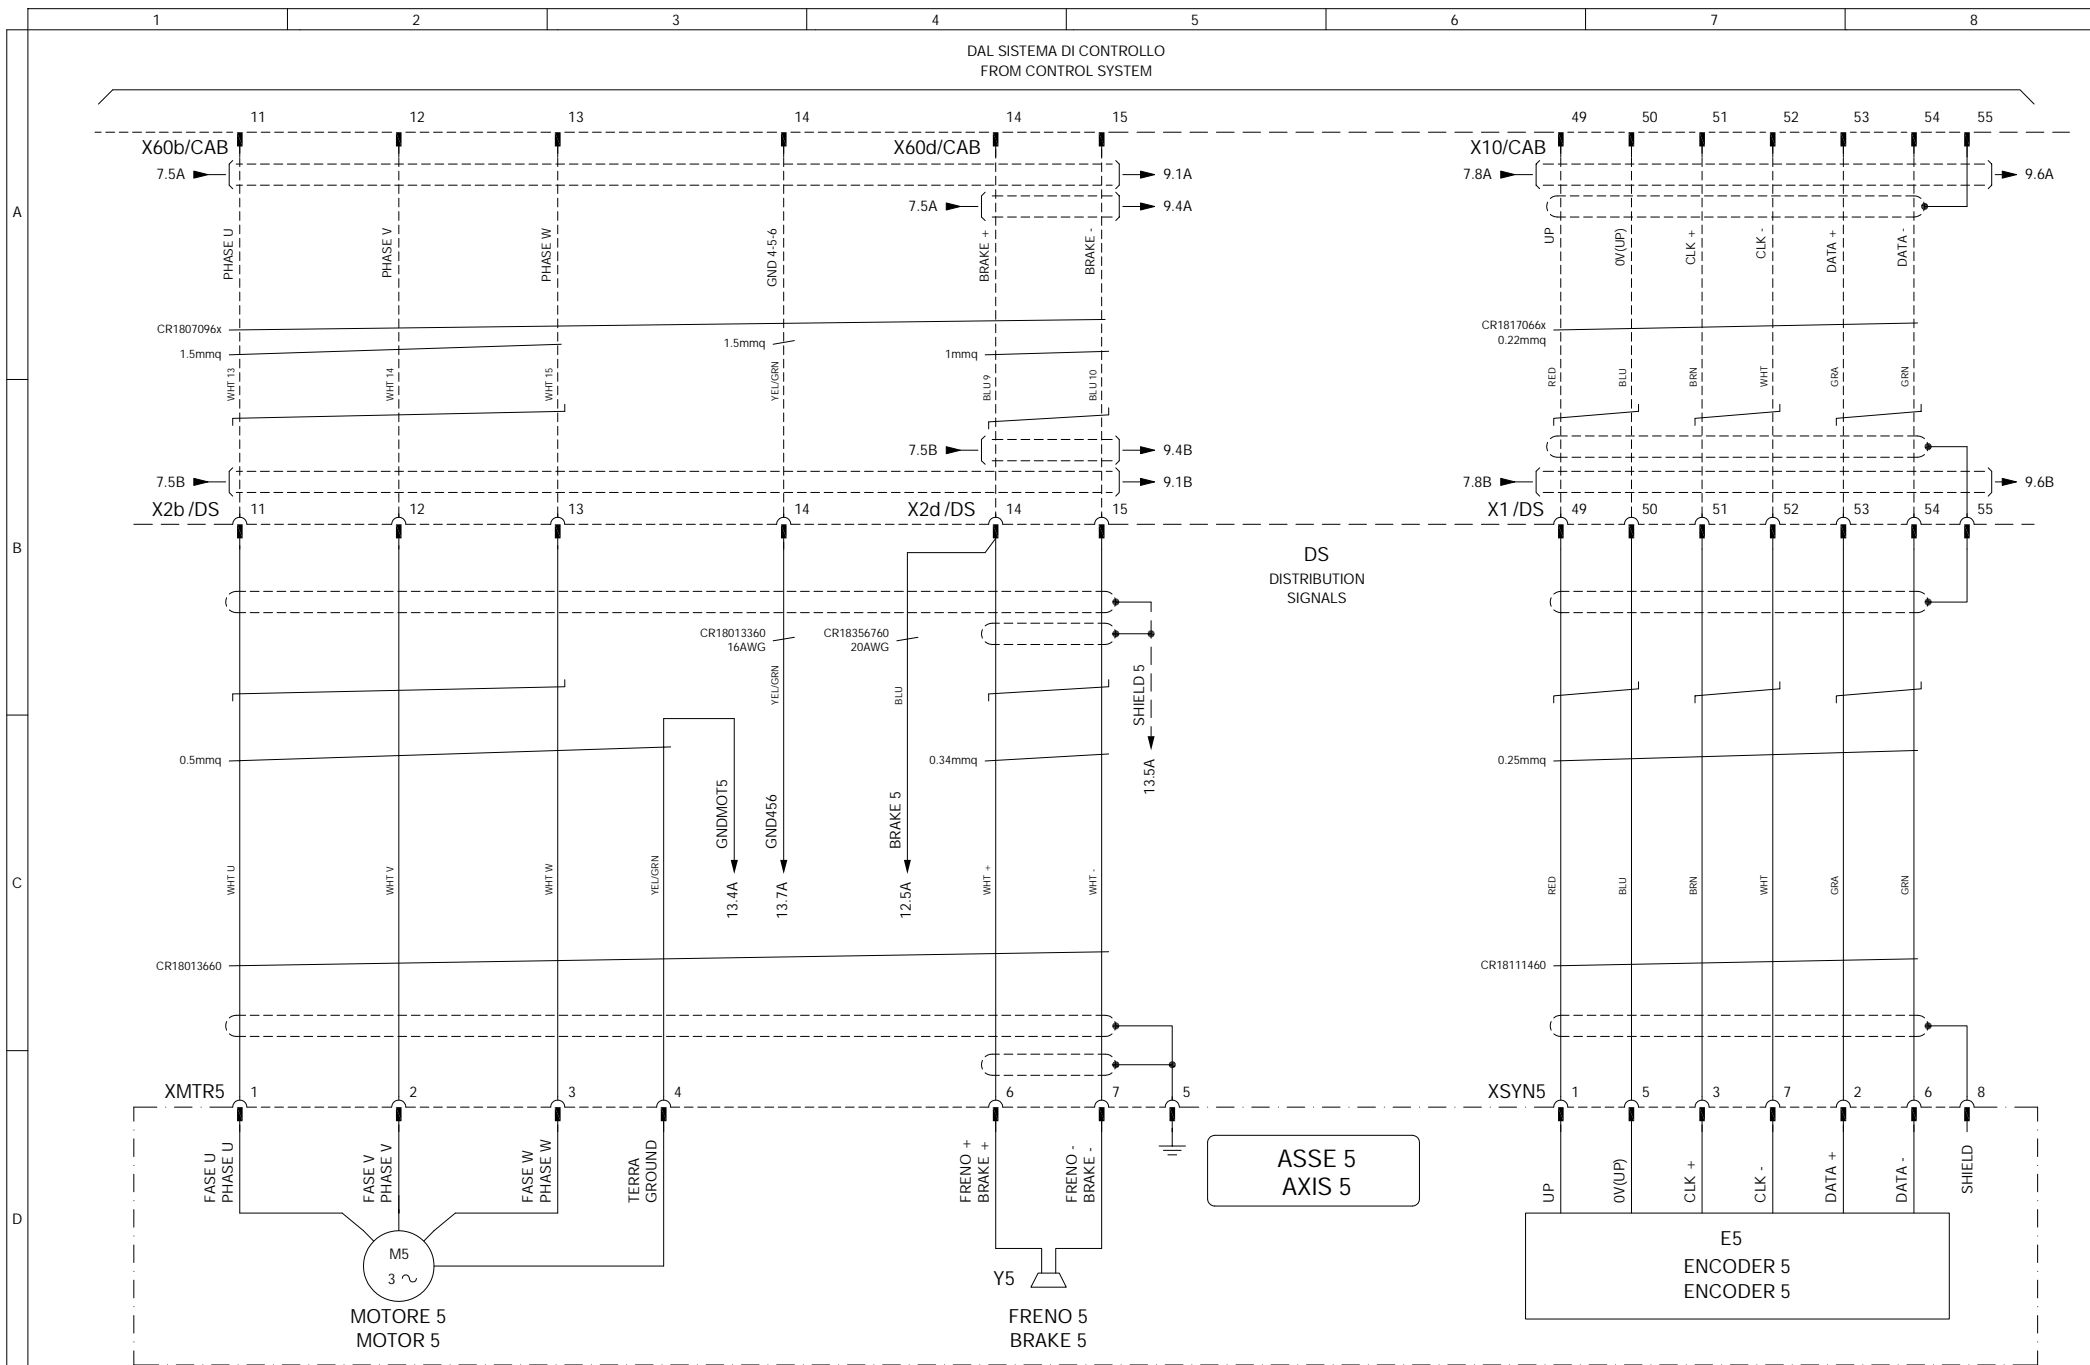 1 2 3 4 5 6 7 8
DAL SISTEMA DI CONTROLLO
FROM CONTROL SYSTEM
11 12 13 14 14 15 49 50 51 52 53 54 55
X60b/CAB X60d/CAB X10/CAB
7.5A 9.1A 7.8A 9.6A
7.5A 9.4A
A
PHASE U PHASE V PHASE W GND 4-5-6 BRAKE + BRAKE - UP 0V(UP) CLK + CLK - DATA + DATA -
CR1807096x CR1817066x
1.5mmq 1.5mmq 1mmq 0.22mmq
WHT 13 WHT 14 WHT 15 YEL/GRN BLU 9 BLU 10 RED BLU BRN WHT GRA GRN
7.5B 9.4B
7.5B 9.1B 7.8B 9.6B
X2b /DS 11 12 13 14 X2d /DS 14 15 X1 /DS 49 50 51 52 53 54 55
B
DS
DISTRIBUTION
SIGNALS
CR18013360
16AWG
CR18356760
20AWG
YEL/GRN BLU SHIELD 5
13.5A
0.5mmq 0.34mmq 0.25mmq
GNDMOT5 GND456 BRAKE 5
13.4A 13.7A 12.5A
C
WHT U WHT V WHT W YEL/GRN WHT + WHT - RED BLU BRN WHT GRA GRN
CR18013660 CR18111460
XMTR5 1 2 3 4 6 7 5 XSYN5 1 5 3 7 2 6 8
FASE U
PHASE U
FASE V
PHASE V
FASE W
PHASE W
TERRA
GROUND
FRENO +
BRAKE +
FRENO -
BRAKE -
ASSE 5
AXIS 5
UP 0V(UP) CLK + CLK - DATA + DATA - SHIELD
D
M5
3 ~
Y5
E5
ENCODER 5
ENCODER 5
MOTORE 5
MOTOR 5
FRENO 5
BRAKE 5